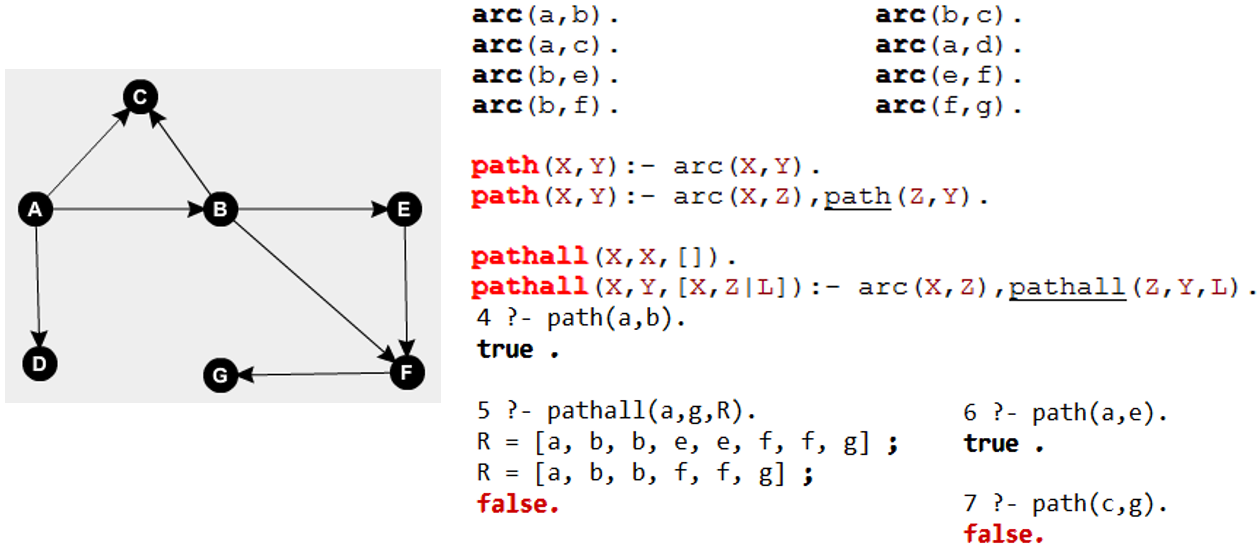 C
A
B
E
D
G
F
arc(a,b). arc(b,c).
arc(a,c). arc(a,d).
arc(b,e). arc(e,f).
arc(b,f). arc(f,g).
path(X,Y):- arc(X,Y).
path(X,Y):- arc(X,Z),path(Z,Y).
pathall(X,X,[]).
pathall(X,Y,[X,Z|L]):- arc(X,Z),pathall(Z,Y,L).
4 ?- path(a,b).
true .
5 ?- pathall(a,g,R).
R = [a, b, b, e, e, f, f, g] ;
R = [a, b, b, f, f, g] ;
false.
6 ?- path(a,e).
true .
7 ?- path(c,g).
false.